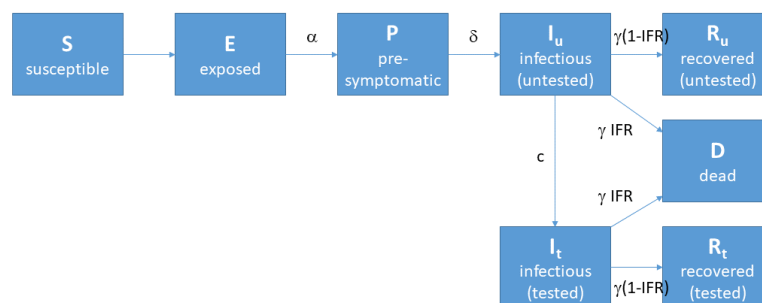 S
susceptible
E
exposed
α
P
pre-
symptomatic
δ
I_u
infectious
(untested)
γ(1-IFR)
R_u
recovered
(untested)
γ IFR
D
dead
c
γ IFR
I_t
infectious
(tested)
γ(1-IFR)
R_t
recovered
(tested)